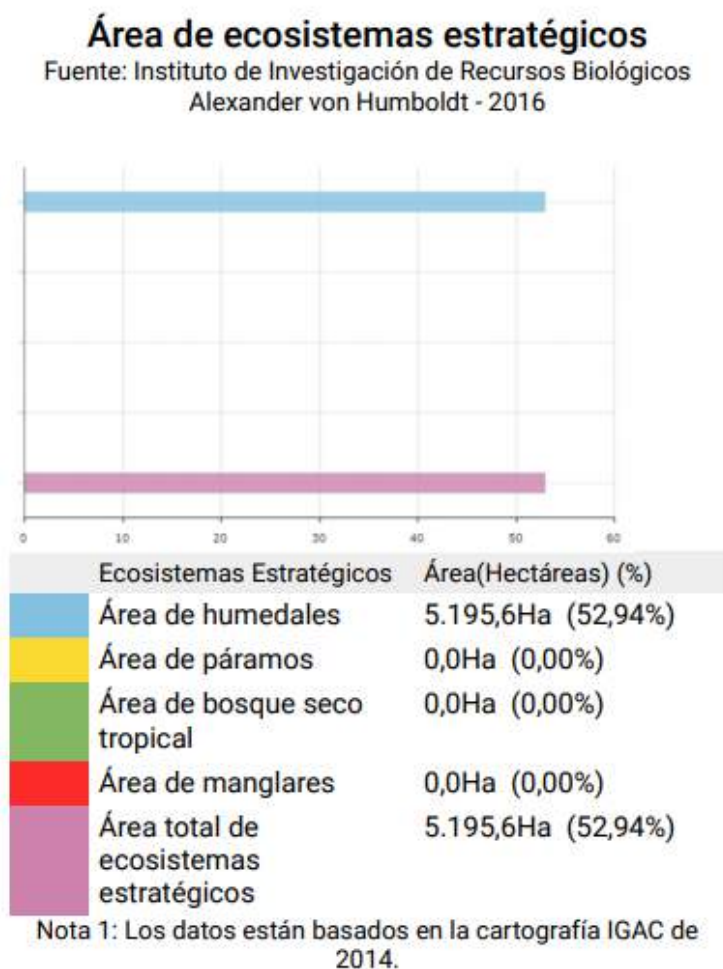 Área de ecosistemas estratégicos
Fuente: Instituto de Investigación de Recursos Biológicos
Alexander von Humboldt - 2016
0 10 20 30 40 50 60
Ecosistemas Estratégicos Área(Hectáreas) (%)
Área de humedales 5.195,6Ha (52,94%)
Área de páramos 0,0Ha (0,00%)
Área de bosque seco 0,0Ha (0,00%)
tropical
Área de manglares 0,0Ha (0,00%)
Área total de 5.195,6Ha (52,94%)
ecosistemas
estratégicos
Nota 1: Los datos están basados en la cartografía IGAC de
2014.